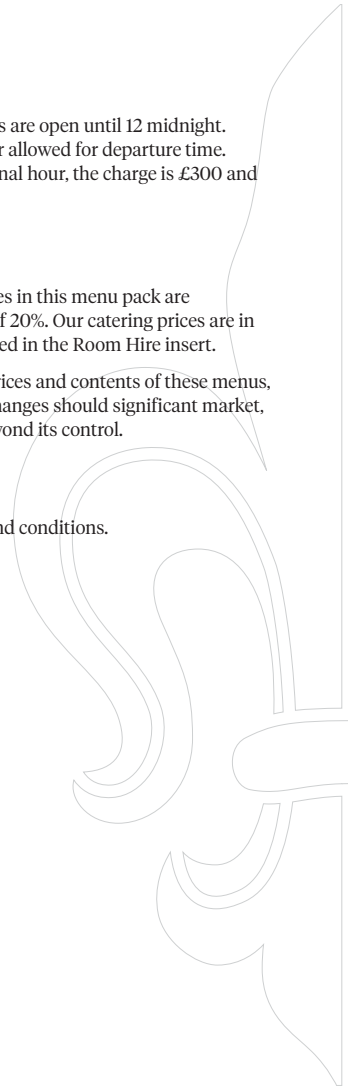 s are open until 12 midnight.
r allowed for departure time.
nal hour, the charge is £300 and
es in this menu pack are
f 20%. Our catering prices are in
ed in the Room Hire insert.
rices and contents of these menus,
hanges should significant market,
yond its control.
nd conditions.